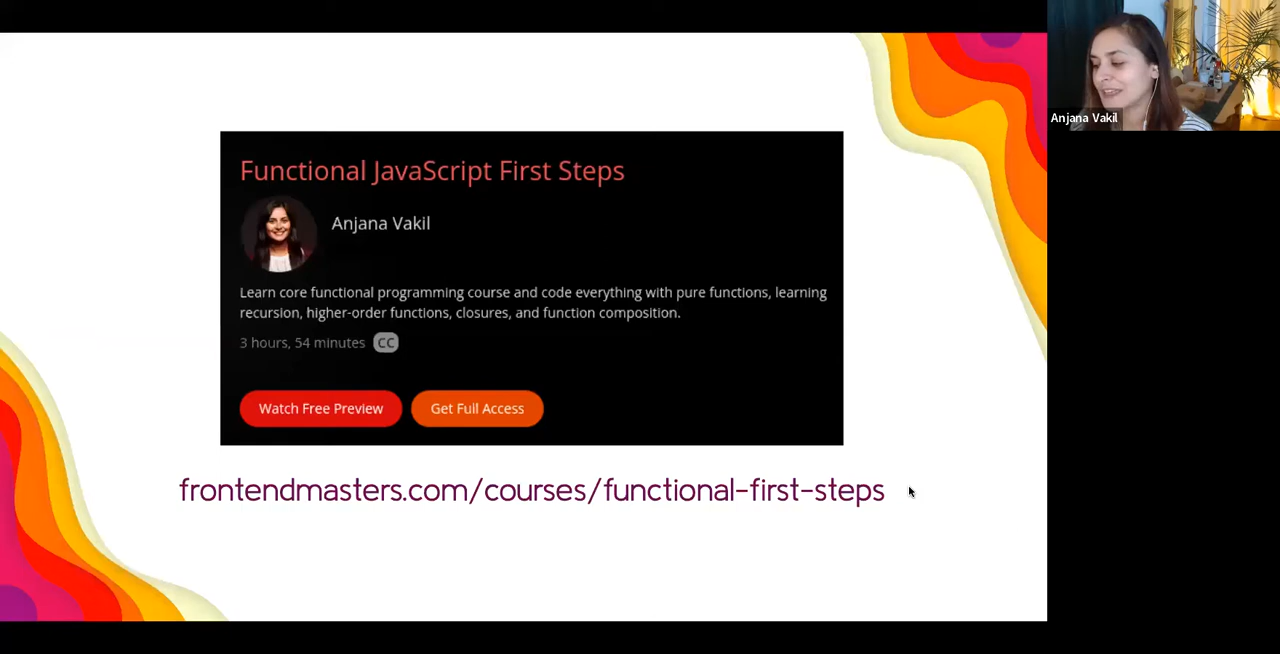 Anjana Vakil
Functional JavaScript First Steps
Anjana Vakil
Learn core functional programming course and code everything with pure functions, learning
recursion, higher-order functions, closures, and function composition.
3 hours, 54 minutes CC
Watch Free Preview Get Full Access
frontendmasters.com/courses/functional-first-steps